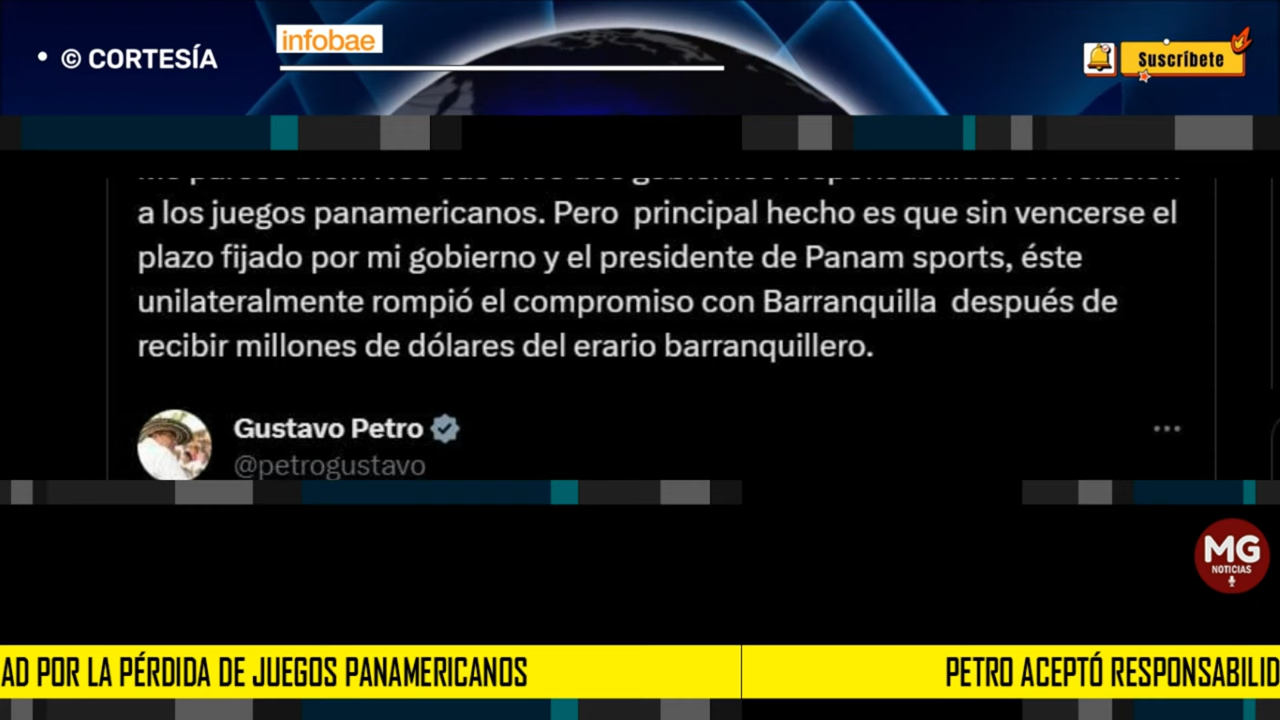 • © CORTESÍA
infobae
Suscríbete
a los juegos panamericanos. Pero  principal hecho es que sin vencerse el
plazo fijado por mi gobierno y el presidente de Panam sports, éste
unilateralmente rompió el compromiso con Barranquilla  después de
recibir millones de dólares del erario barranquillero.
Gustavo Petro
@petrogustavo
MG
NOTICIAS
AD POR LA PÉRDIDA DE JUEGOS PANAMERICANOS
PETRO ACEPTÓ RESPONSABILID